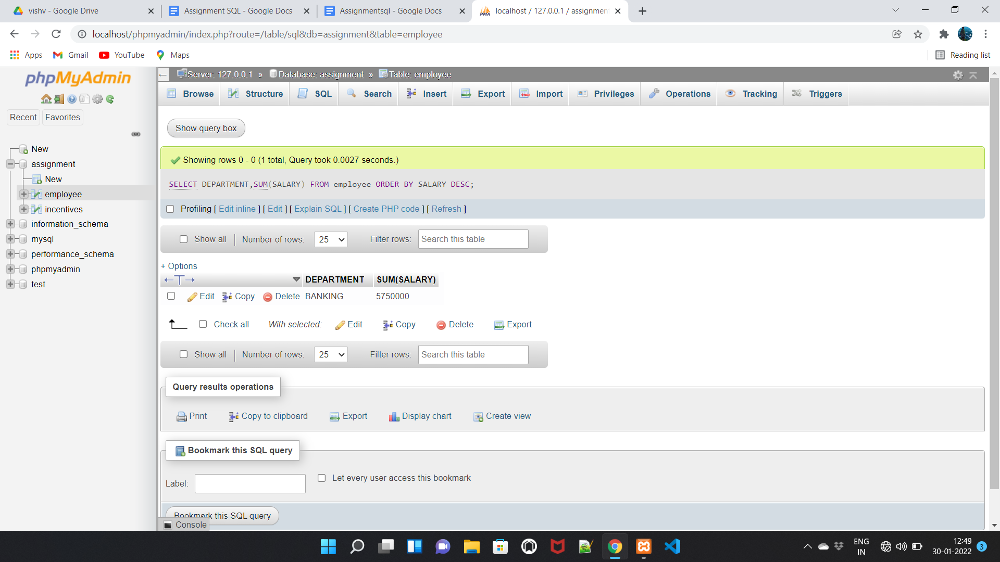 vishv - Google Drive
Assignment SQL - Google Docs
Assignmentsql - Google Docs
localhost / 127.0.0.1 / assignment
localhost/phpmyadmin/index.php?route=/table/sql&db=assignment&table=employee
Apps
Gmail
YouTube
Maps
Reading list
phpMyAdmin
Recent
Favorites
New
assignment
New
employee
incentives
information_schema
mysql
performance_schema
phpmyadmin
test
Server: 127.0.0.1 » Database: assignment » Table: employee
Browse
Structure
SQL
Search
Insert
Export
Import
Privileges
Operations
Tracking
Triggers
Show query box
Showing rows 0 - 0 (1 total, Query took 0.0027 seconds.)
SELECT DEPARTMENT,SUM(SALARY) FROM employee ORDER BY SALARY DESC;
Profiling [ Edit inline ] [ Edit ] [ Explain SQL ] [ Create PHP code ] [ Refresh ]
Show all | Number of rows: 25 Filter rows: Search this table
+ Options
←T→ DEPARTMENT SUM(SALARY)
Edit Copy Delete BANKING 5750000
Check all With selected: Edit Copy Delete Export
Show all | Number of rows: 25 Filter rows: Search this table
Query results operations
Print Copy to clipboard Export Display chart Create view
Bookmark this SQL query
Label: Let every user access this bookmark
Bookmark this SQL query
Console
ENG
IN
12:49
30-01-2022
3